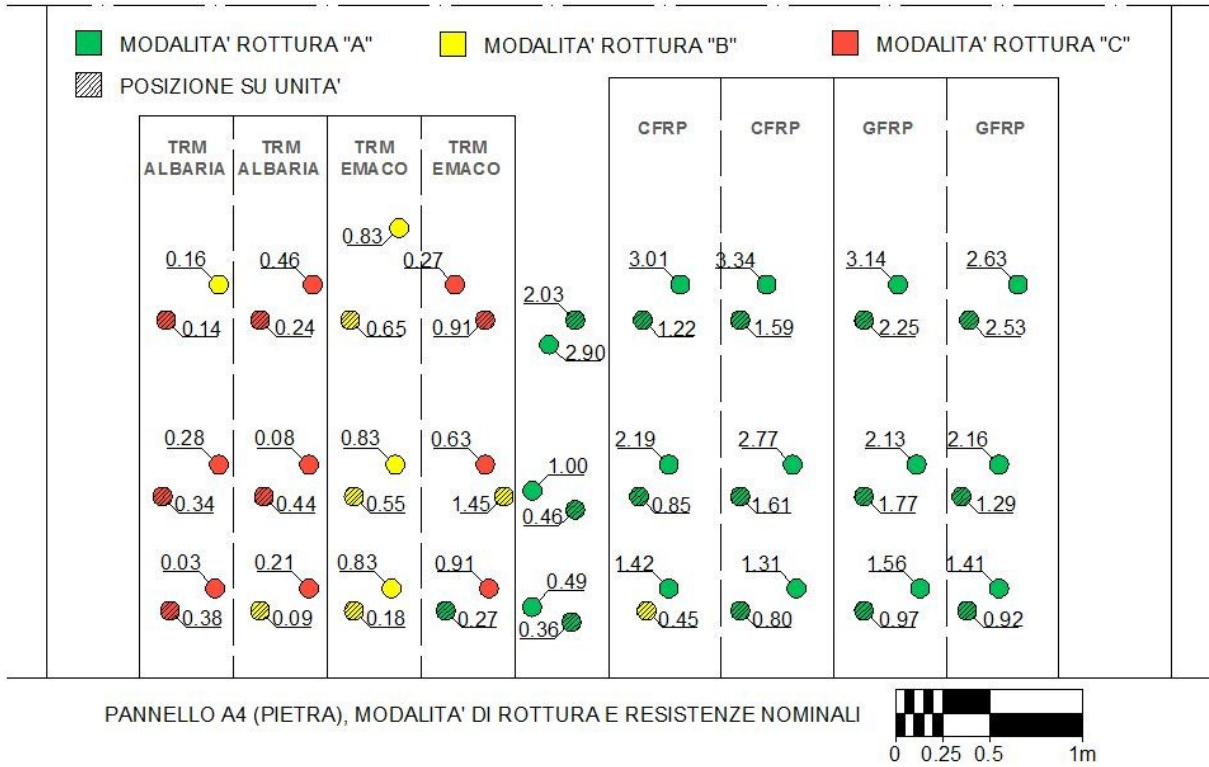 MODALITA' ROTTURA "A" MODALITA' ROTTURA "B" MODALITA' ROTTURA "C"
POSIZIONE SU UNITA'
CFRP CFRP GFRP GFRP
TRM TRM TRM TRM
ALBARIA ALBARIA EMACO EMACO
0.83
0.16 0.46 0.27 3.01 3.34 3.14 2.63
2.03
0.14 0.24 0.65 0.91 1.22 1.59 2.25 2.53
2.90
0.28 0.08 0.83 0.63 2.19 2.77 2.13 2.16
1.00
0.34 0.44 0.55 1.45 0.85 1.61 1.77 1.29
0.46
0.03 0.21 0.83 0.91 1.42 1.31 1.56 1.41
0.49
0.38 0.09 0.18 0.27 0.45 0.80 0.97 0.92
0.36
PANNELLO A4 (PIETRA), MODALITA' DI ROTTURA E RESISTENZE NOMINALI
0 0.25 0.5 1m